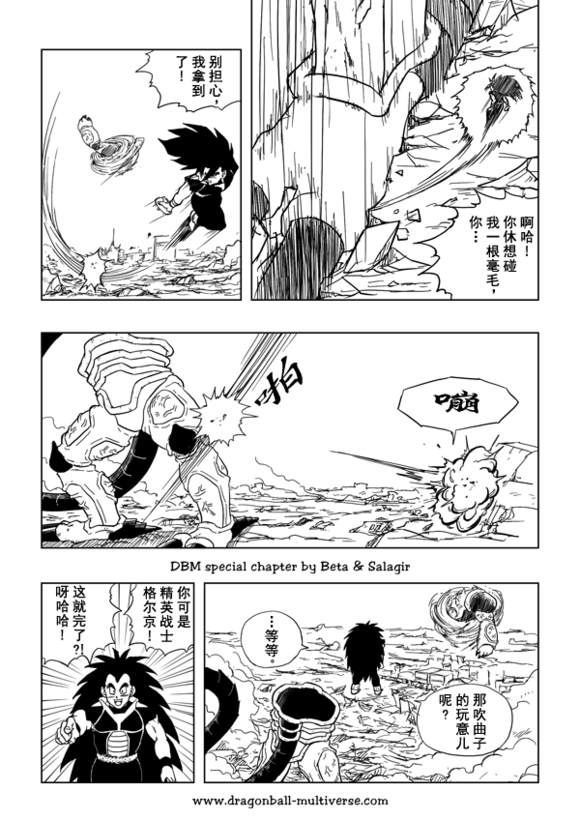 啊哈！
你休想碰
我一根毫毛，
你…
别担心，
我拿到
了！
嘣
啪
DBM special chapter by Beta & Salagir
那吹曲子
的玩意儿
呢？
…等等。
你可是
精英战士
格尔京！
这就完了?!
呀哈哈！
www.dragonball-multiverse.com